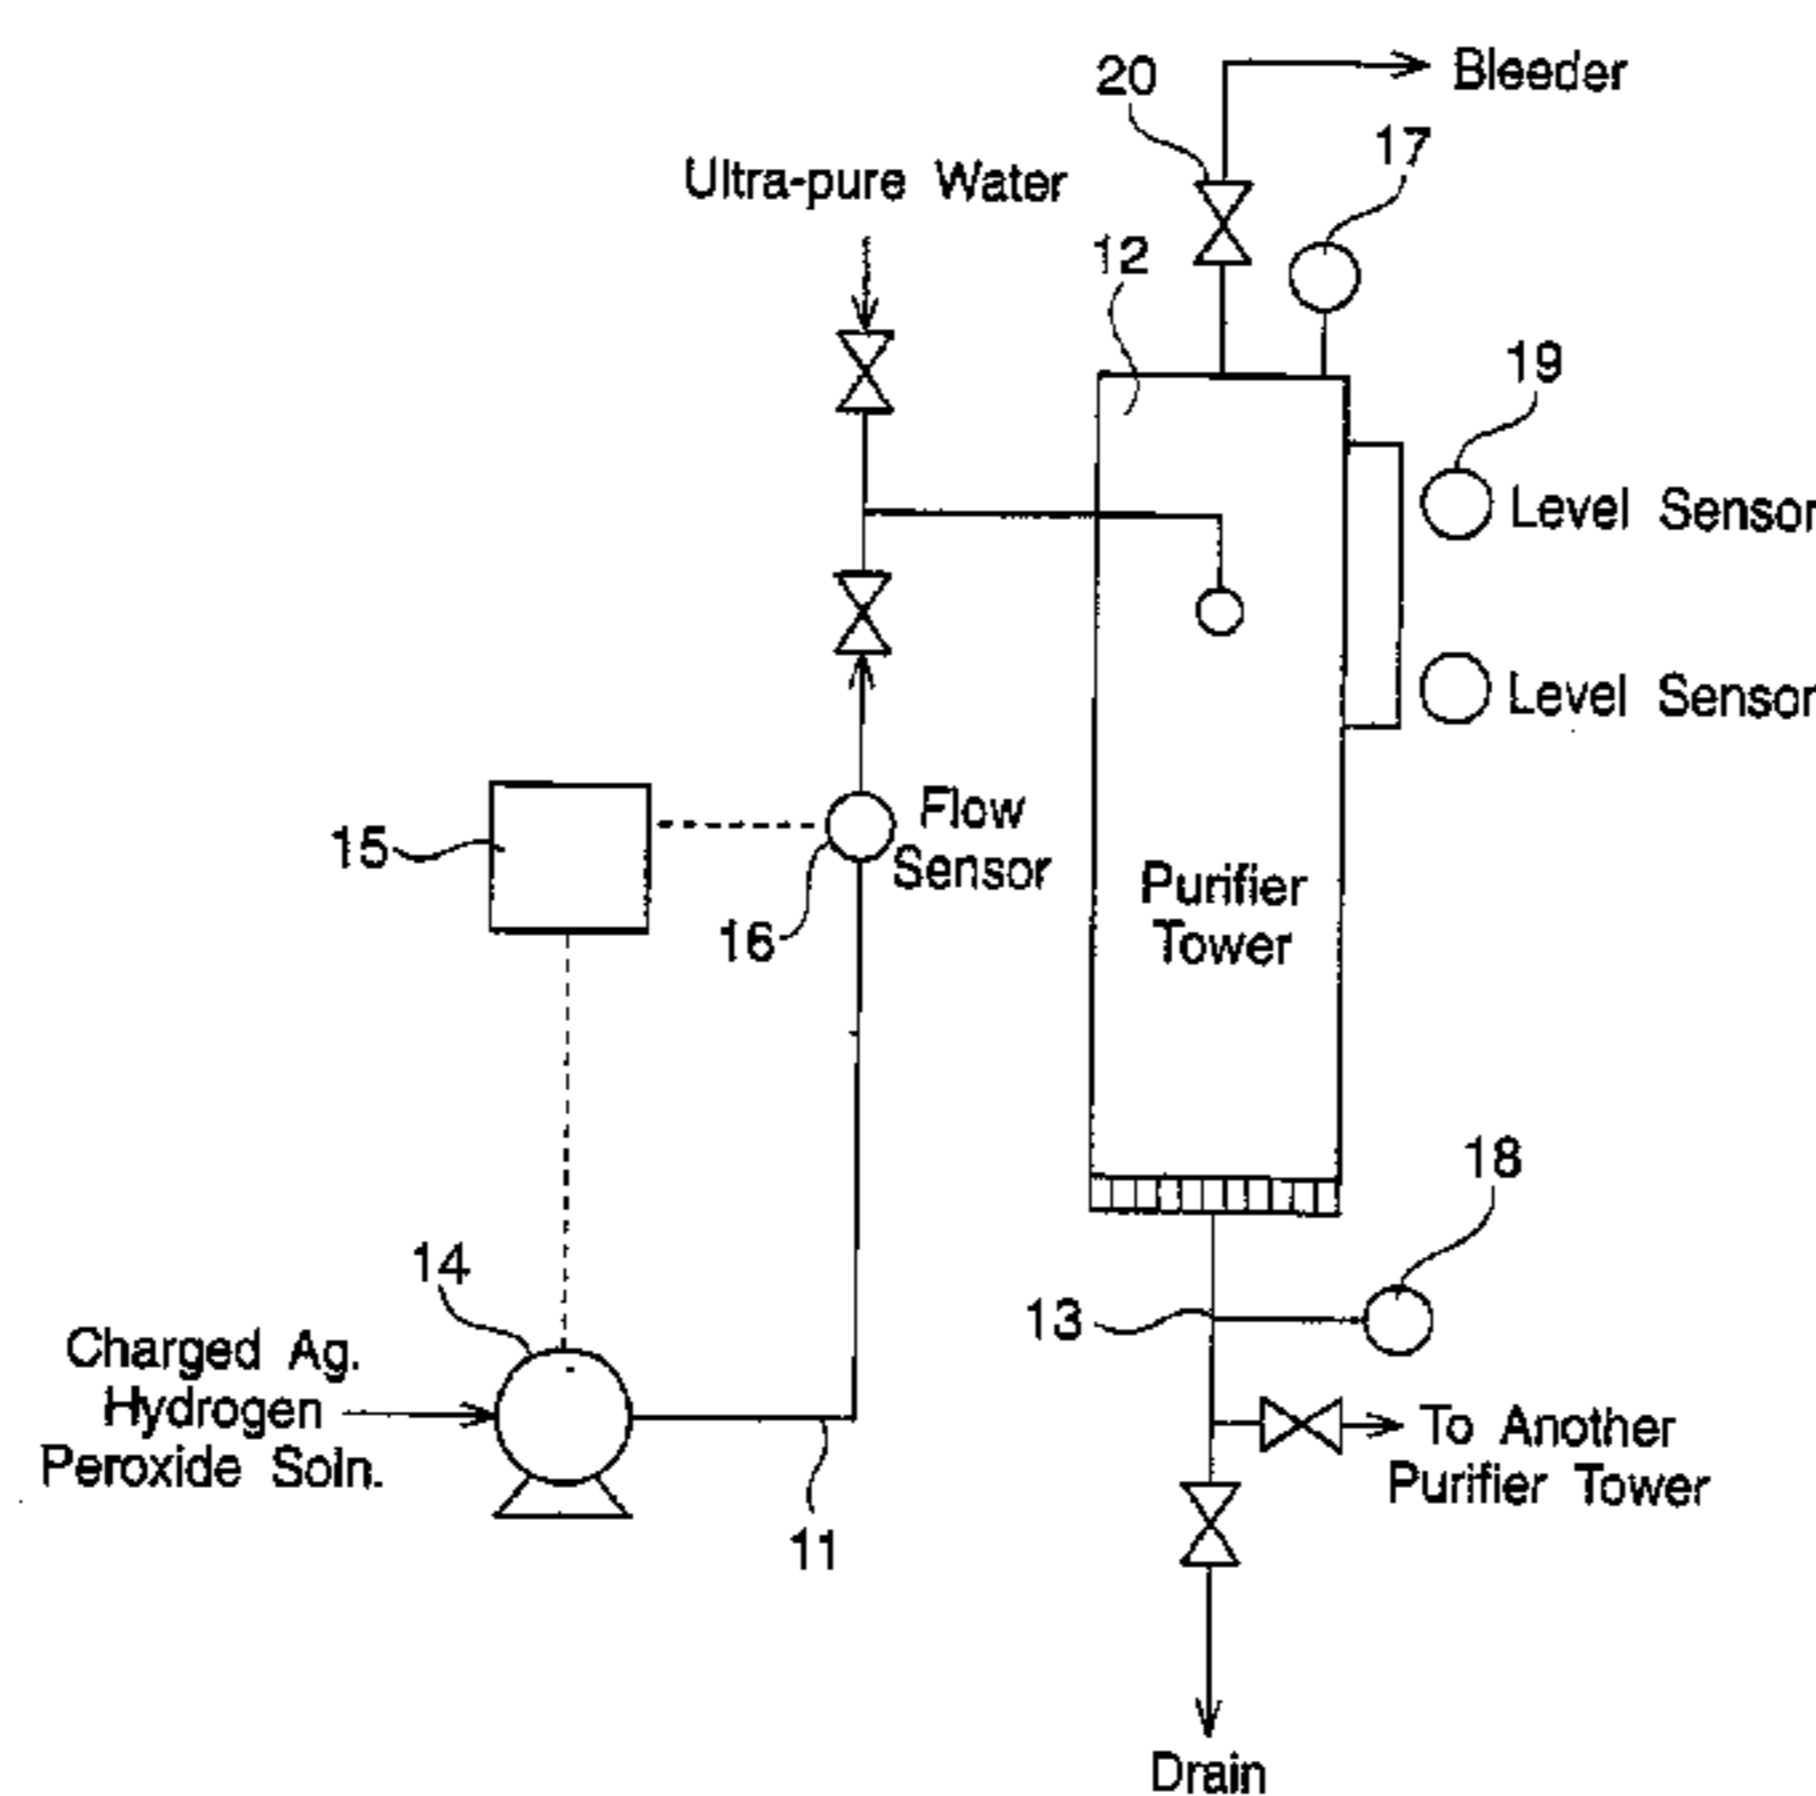 20
Bleeder
17
Ultra-pure Water
12
19
Level Sensor
Level Sensor
15
Flow
Sensor
16
Purifier
Tower
18
14
13
Charged Ag.
Hydrogen
Peroxide Soln.
11
To Another
Purifier Tower
Drain